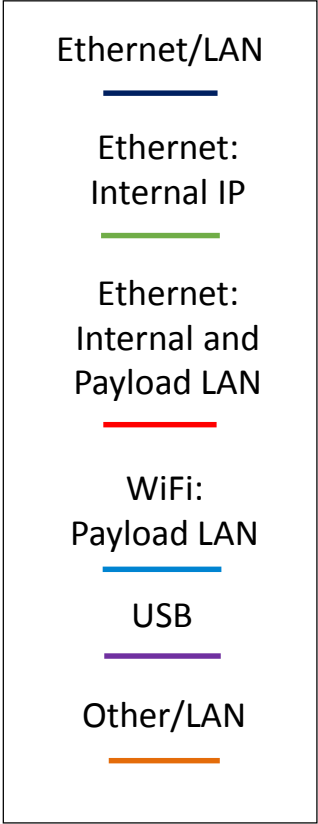 Ethernet/LAN
Ethernet:
Internal IP
Ethernet:
Internal and
Payload LAN
WiFi:
Payload LAN
USB
Other/LAN